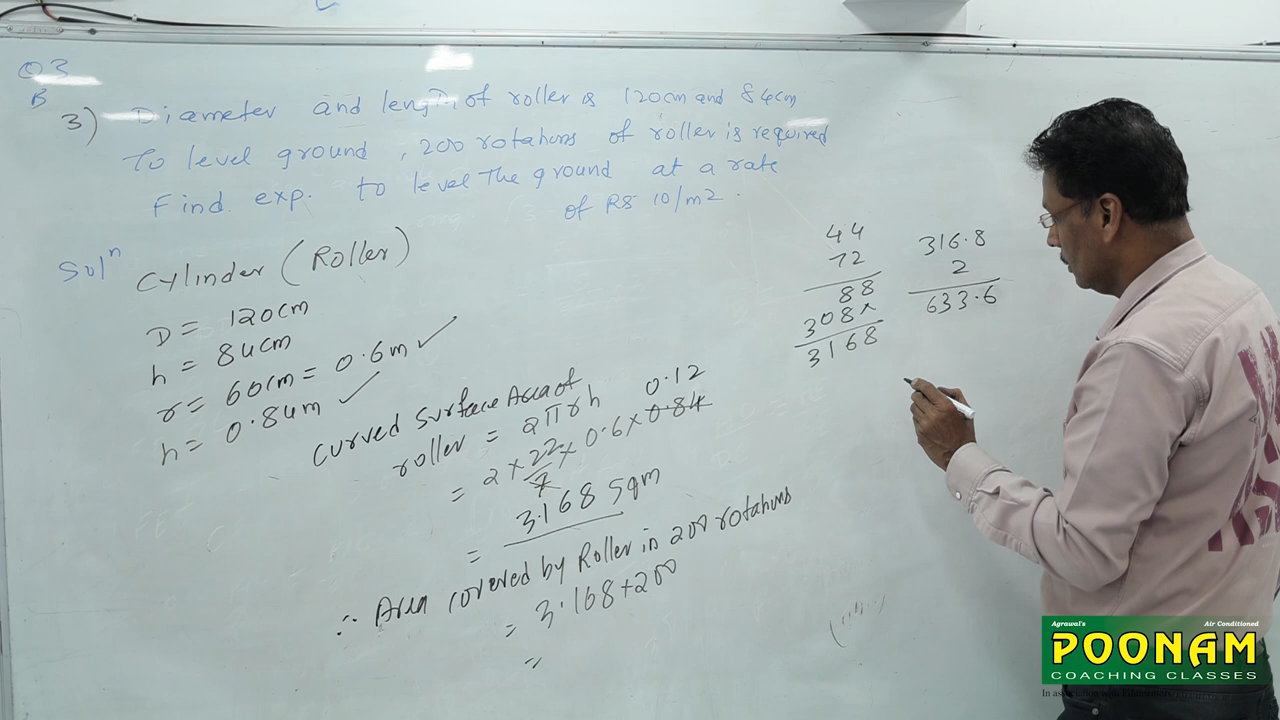 Q3
B
3) Diameter and length of roller is 120cm and 84cm
To level ground, 200 rotations of roller is required
Find exp. to level the ground at a rate
of RS 10/m2.
Solⁿ Cylinder (Roller)
D = 120cm
h = 84cm
r = 60cm = 0.6m ✓
h = 0.84m ✓
Curved Surface Area of
roller = 2πrh
0.12
= 2 × 22/7 × 0.6 × 0.84
= 3.168 sqm
∴ Area covered by Roller in 200 rotations
= 3.168 + 200
=
44
72
88
308×
3168
316.8
2
633.6
Agrawal's Air Conditioned
POONAM
COACHING CLASSES